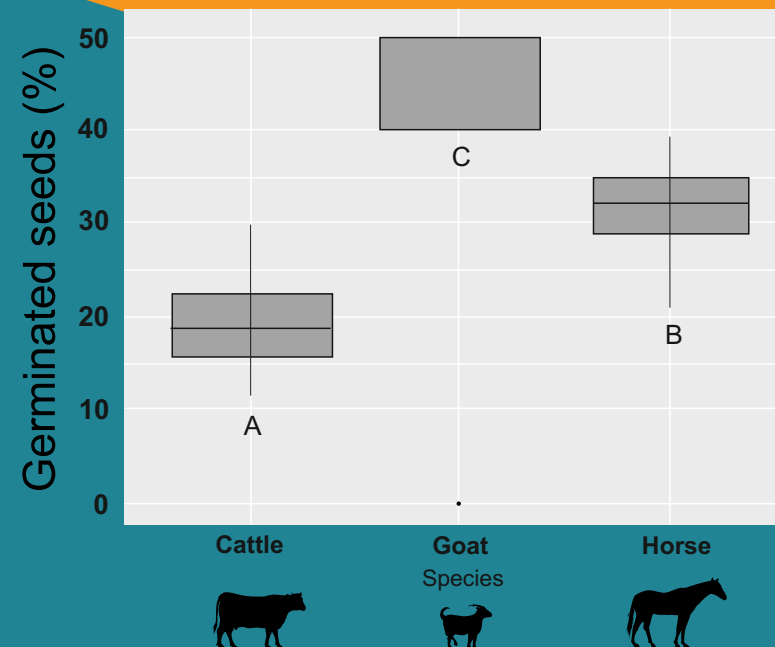 Germinated seeds (%)
50
40
30
20
10
0
C
B
A
Cattle Goat Horse
Species